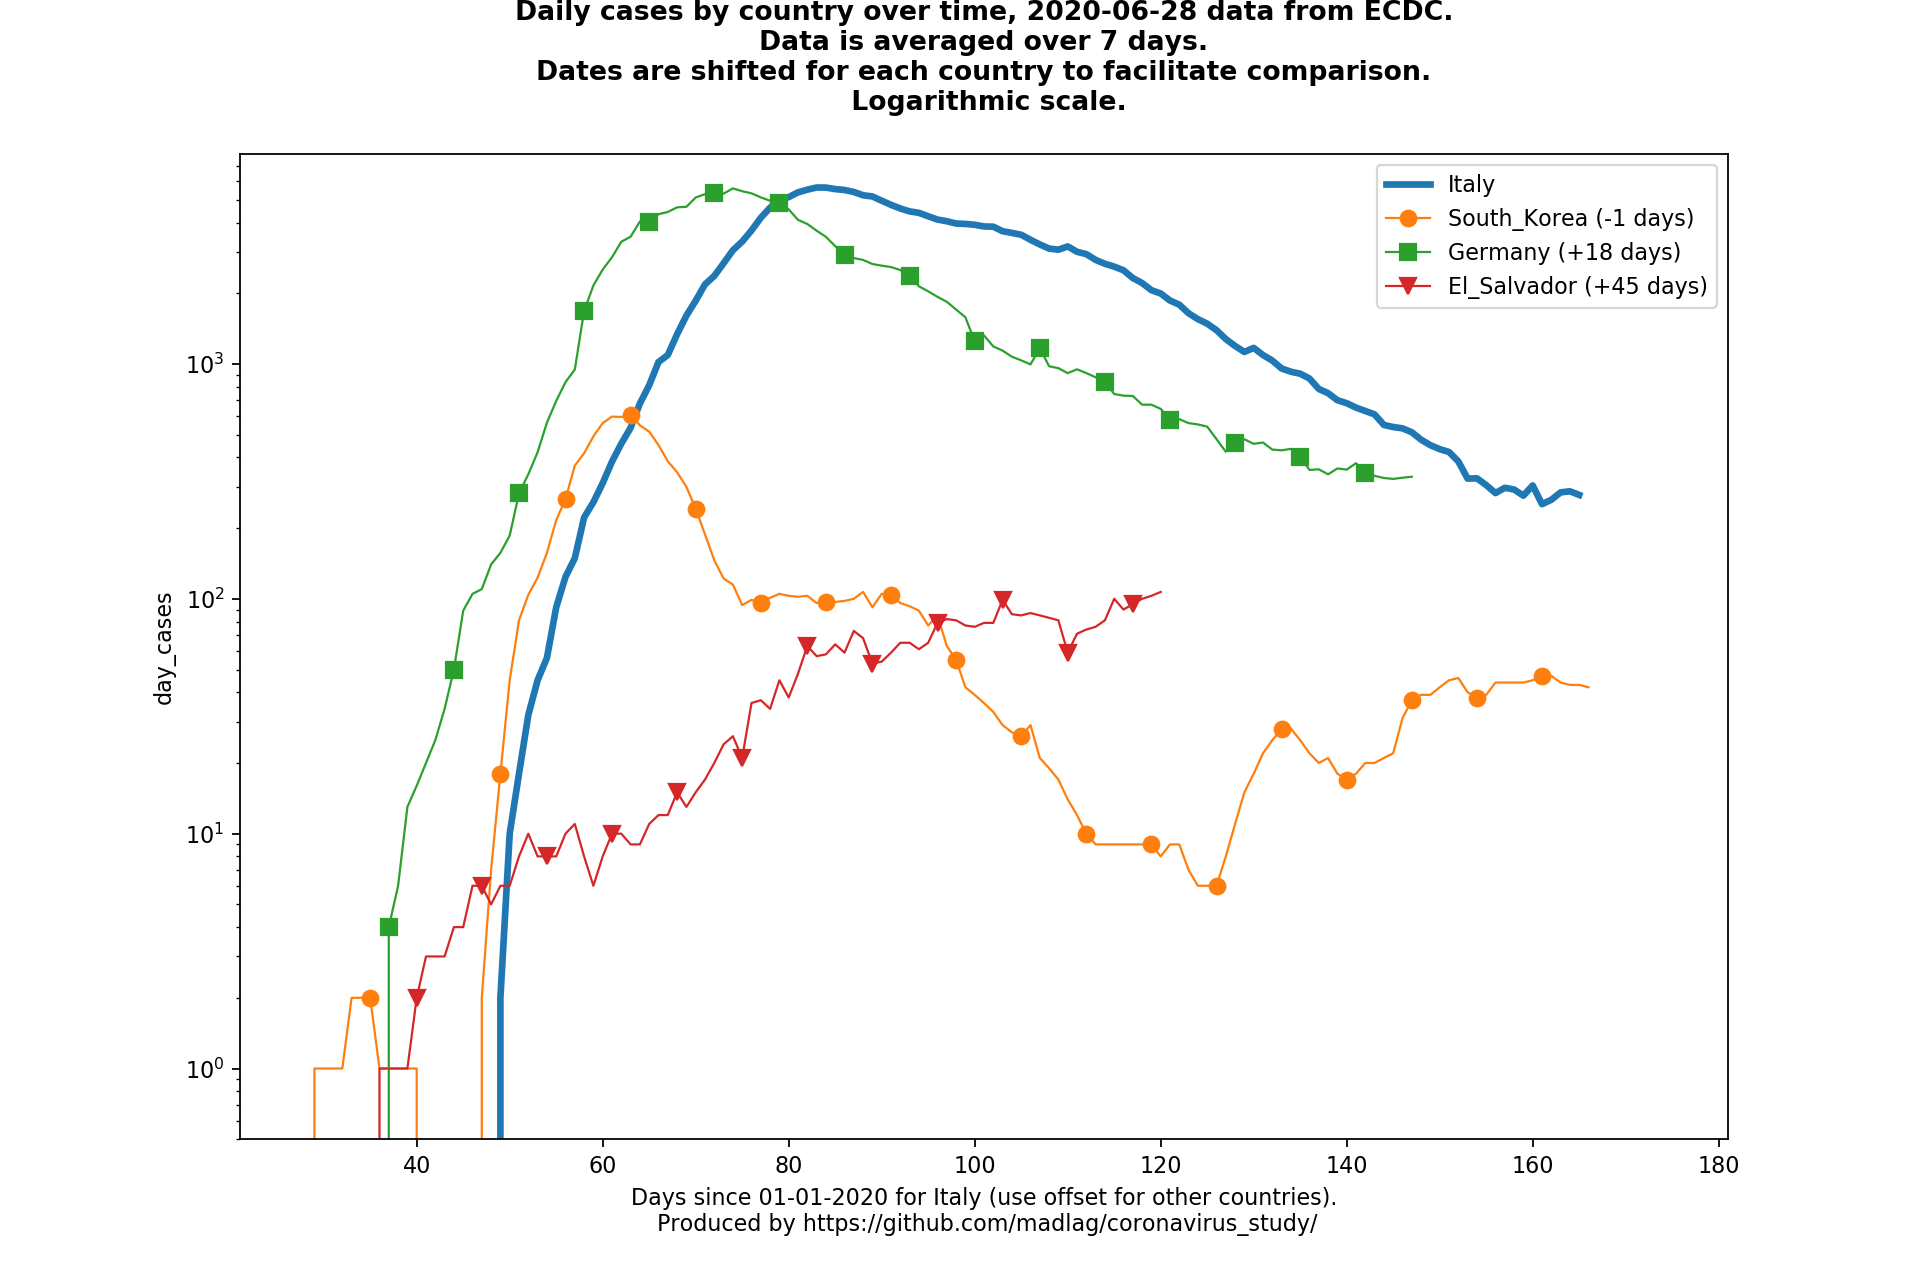 Daily cases by country over time, 2020-06-28 data from ECDC.
Data is averaged over 7 days.
Dates are shifted for each country to facilitate comparison.
Logarithmic scale.
Italy
South_Korea (-1 days)
Germany (+18 days)
El_Salvador (+45 days)
day_cases
10³
10²
10¹
10⁰
40 60 80 100 120 140 160 180
Days since 01-01-2020 for Italy (use offset for other countries).
Produced by https://github.com/madlag/coronavirus_study/